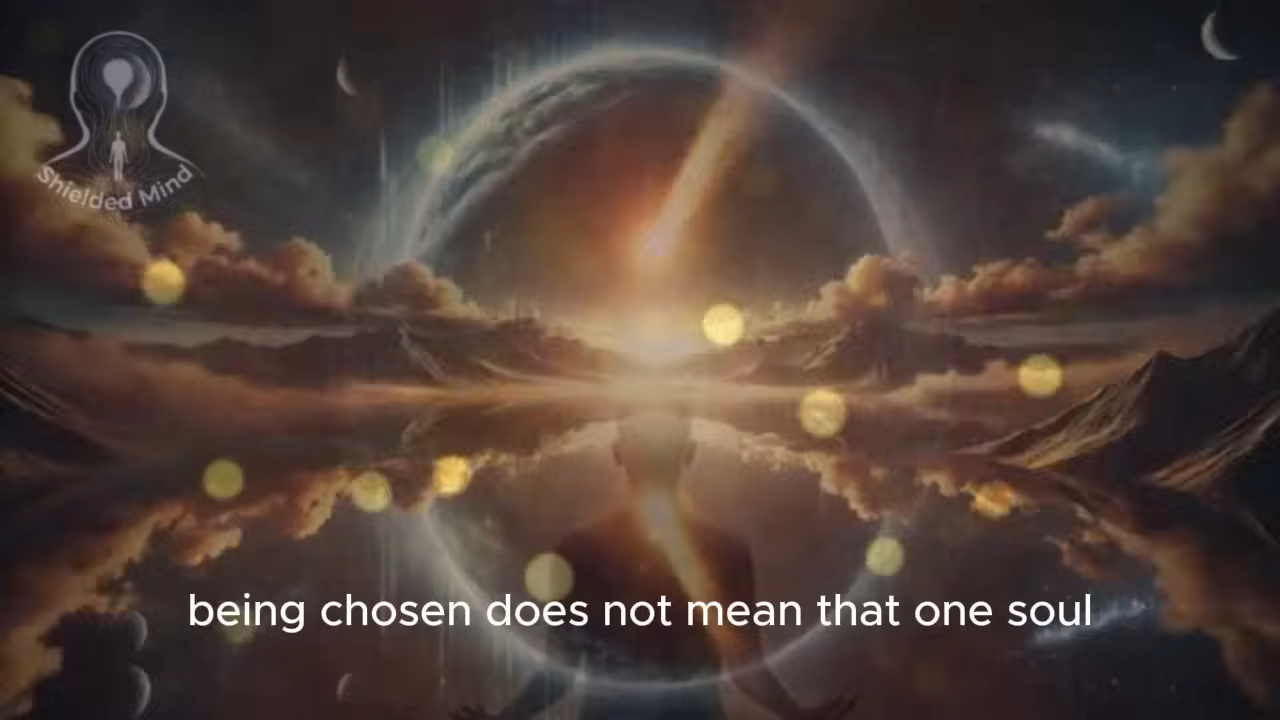 Shielded Mind
being chosen does not mean that one soul